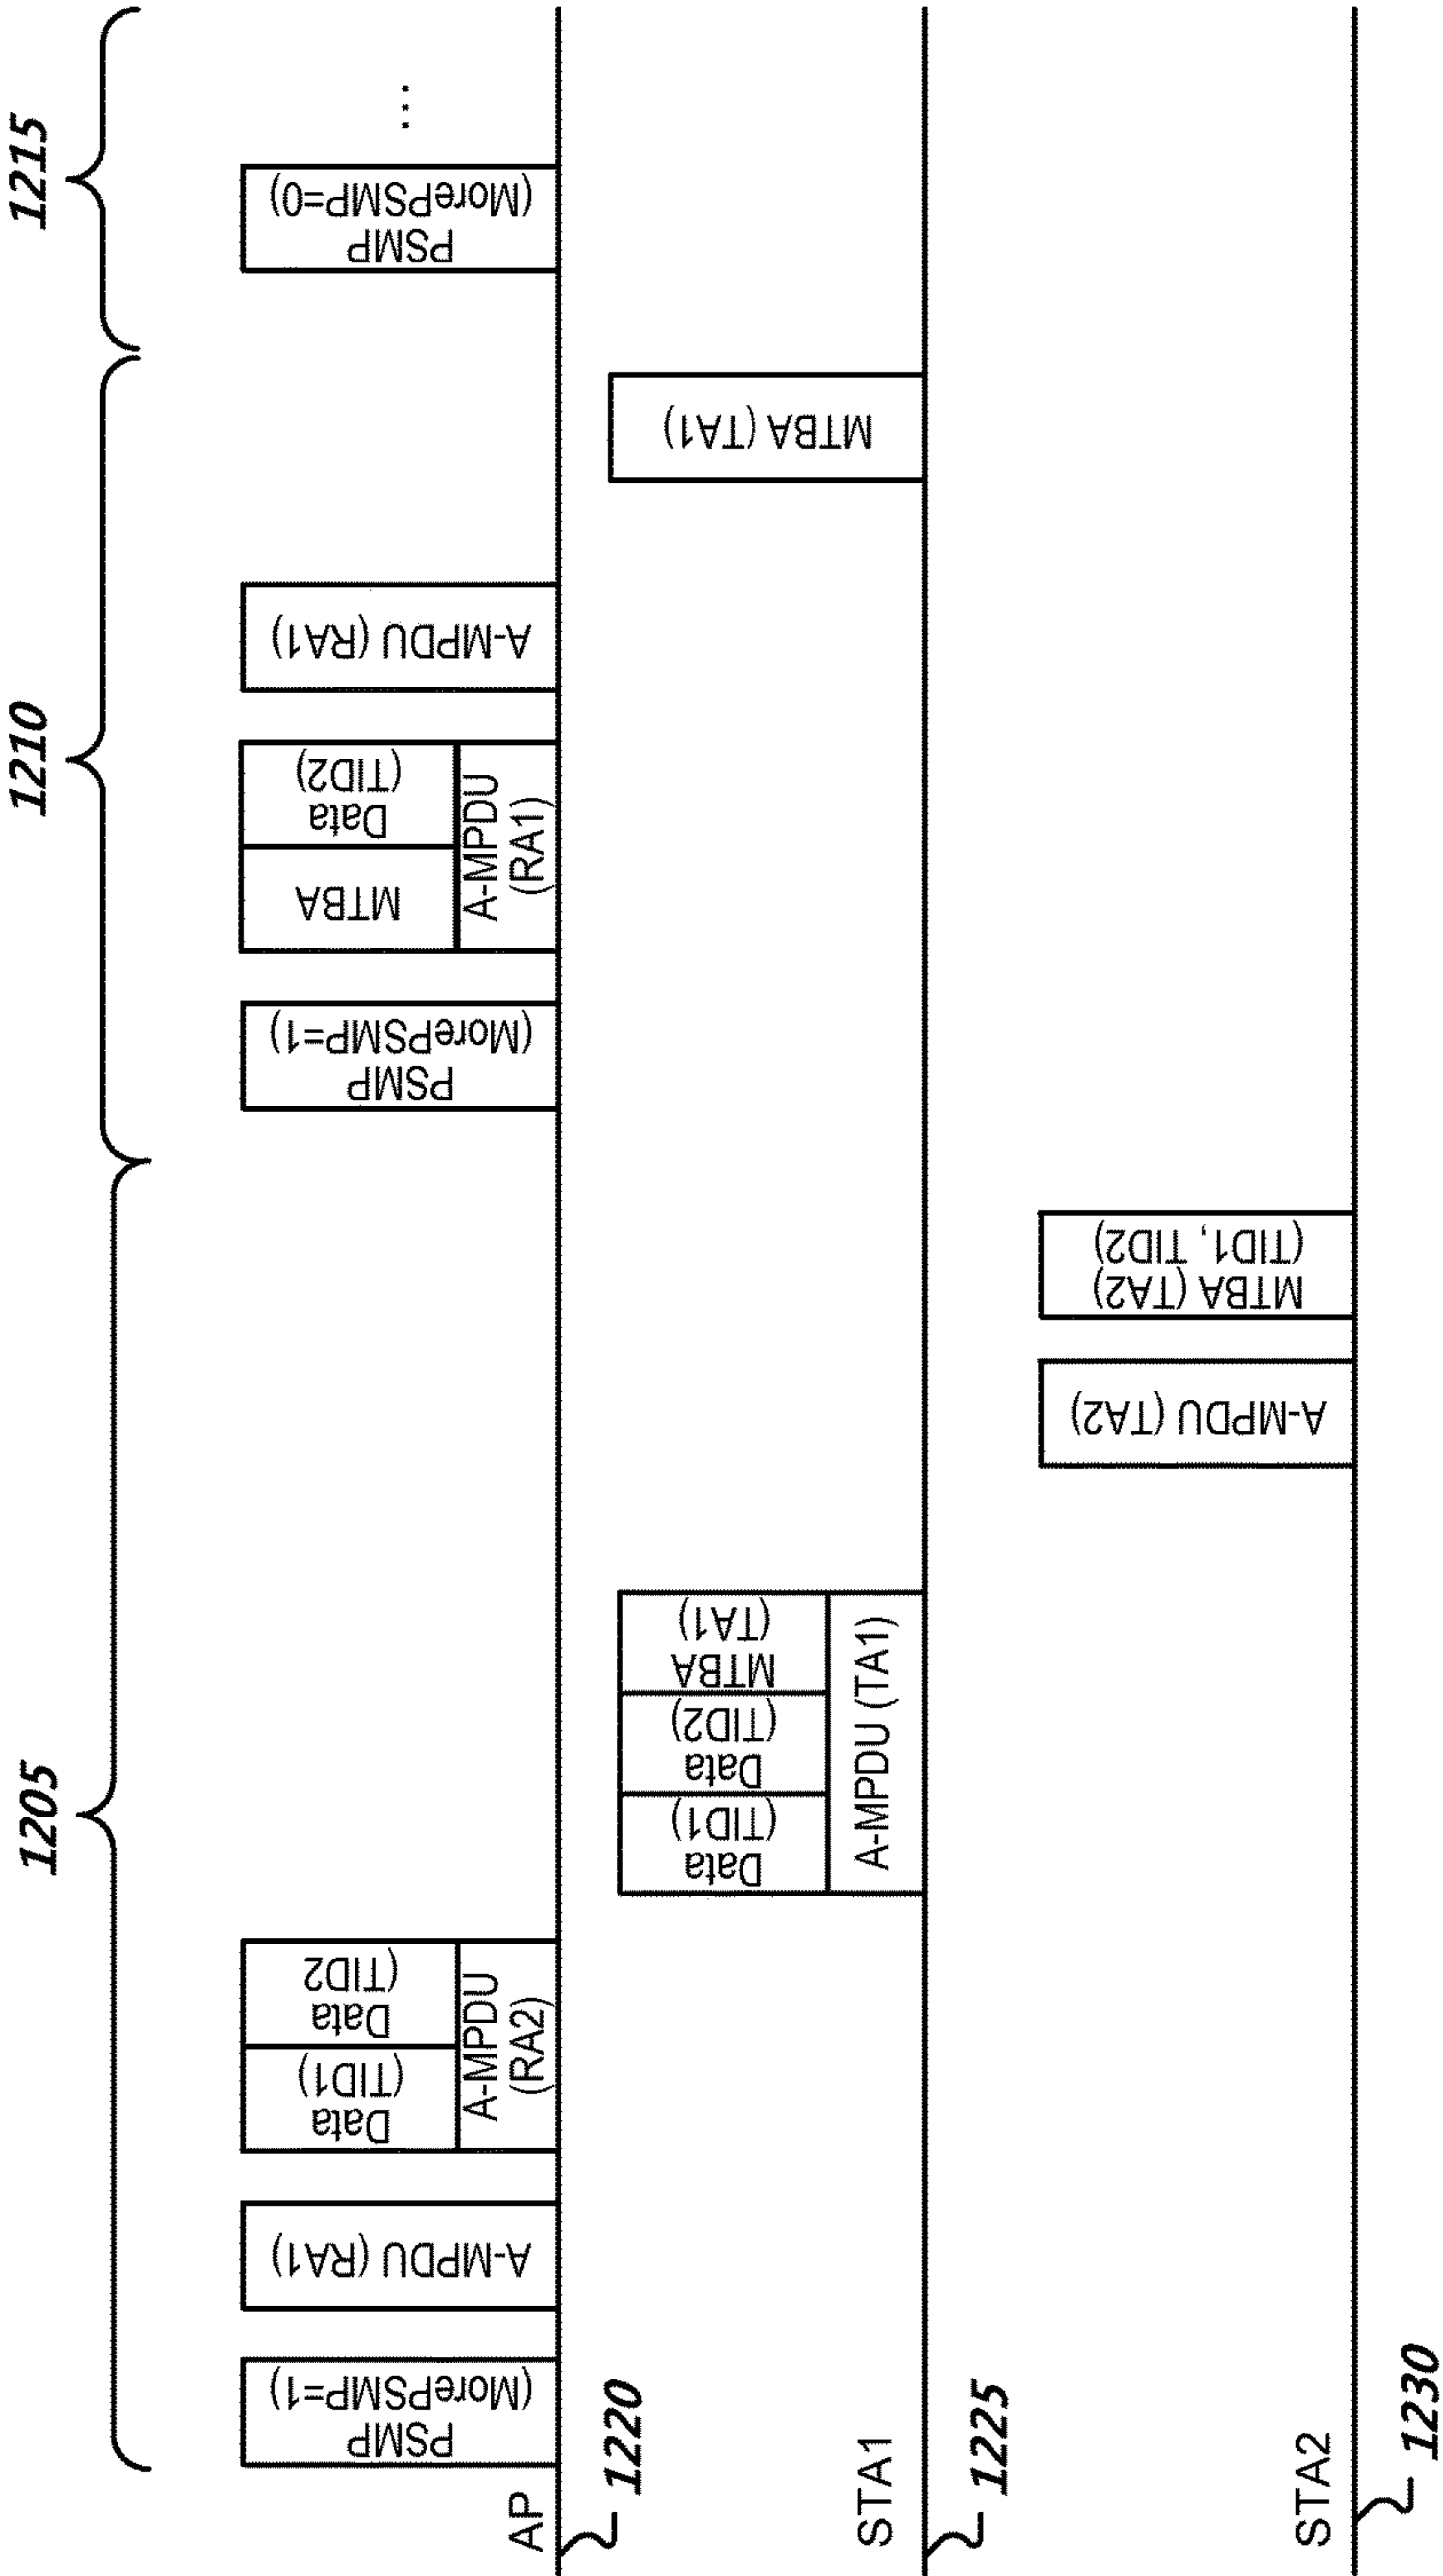 1205
1210
1215
AP
1220
PSMP
(MorePSMP=1)
A-MPDU (RA1)
Data
(TID1)
Data
(TID2
A-MPDU
(RA2)
PSMP
(MorePSMP=1)
MTBA
Data
(TID2)
A-MPDU
(RA1)
A-MPDU (RA1)
PSMP
(MorePSMP=0)
...
STA1
1225
Data
(TID1)
Data
(TID2)
MTBA
(TA1)
A-MPDU (TA1)
MTBA (TA1)
STA2
1230
A-MPDU (TA2)
MTBA (TA2)
(TID1, TID2)